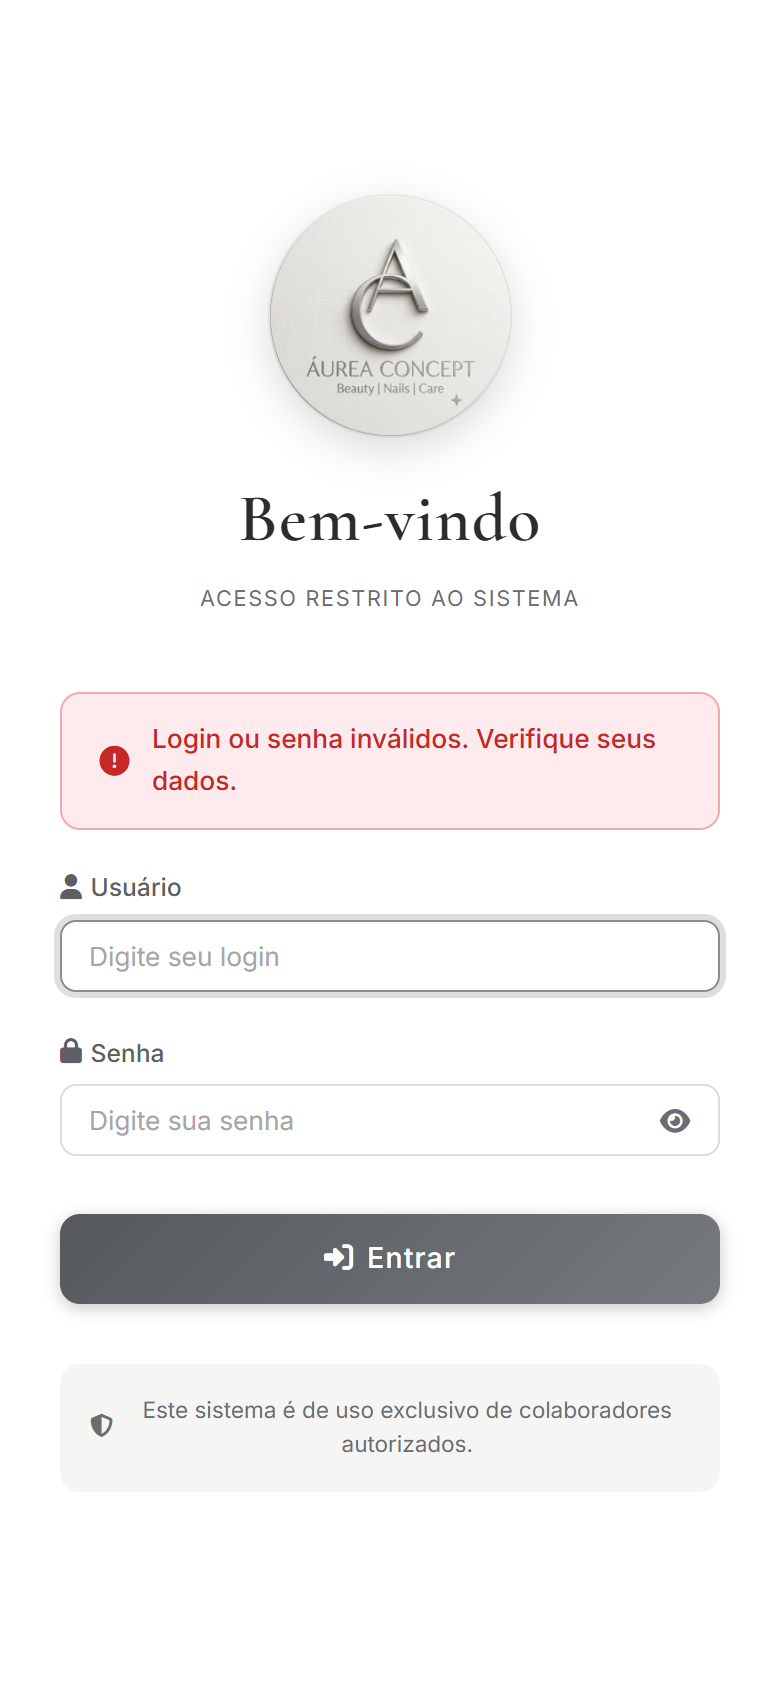 ÁUREA CONCEPT
Beauty | Nails | Care
Bem-vindo
ACESSO RESTRITO AO SISTEMA
Login ou senha inválidos. Verifique seus
dados.
Usuário
Digite seu login
Senha
Digite sua senha
Entrar
Este sistema é de uso exclusivo de colaboradores
autorizados.